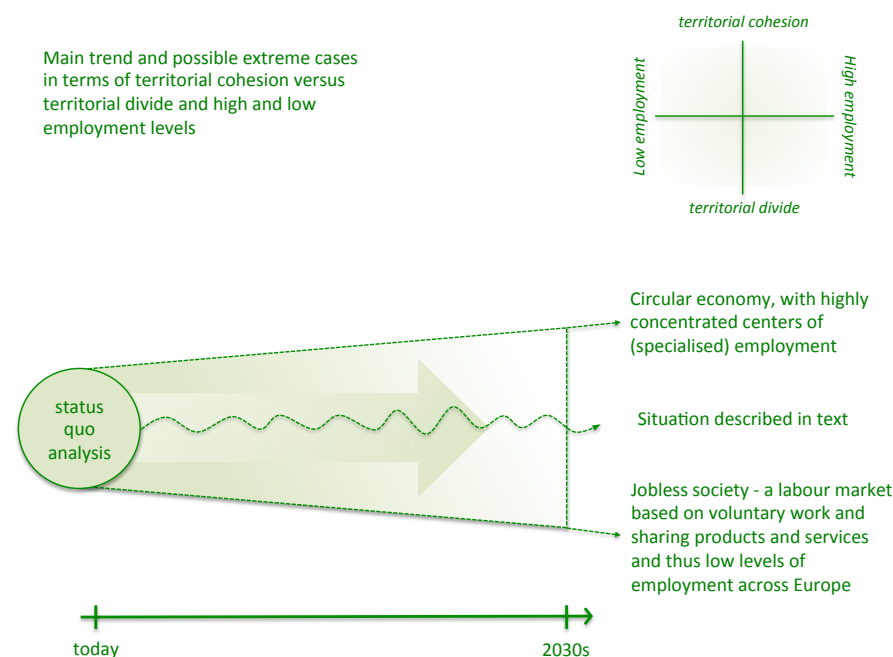 Main trend and possible extreme cases
in terms of territorial cohesion versus
territorial divide and high and low
employment levels
territorial cohesion
Low employment
High employment
territorial divide
Circular economy, with highly
concentrated centers of
(specialised) employment
status
quo
analysis
Situation described in text
Jobless society - a labour market
based on voluntary work and
sharing products and services
and thus low levels of
employment across Europe
today
2030s